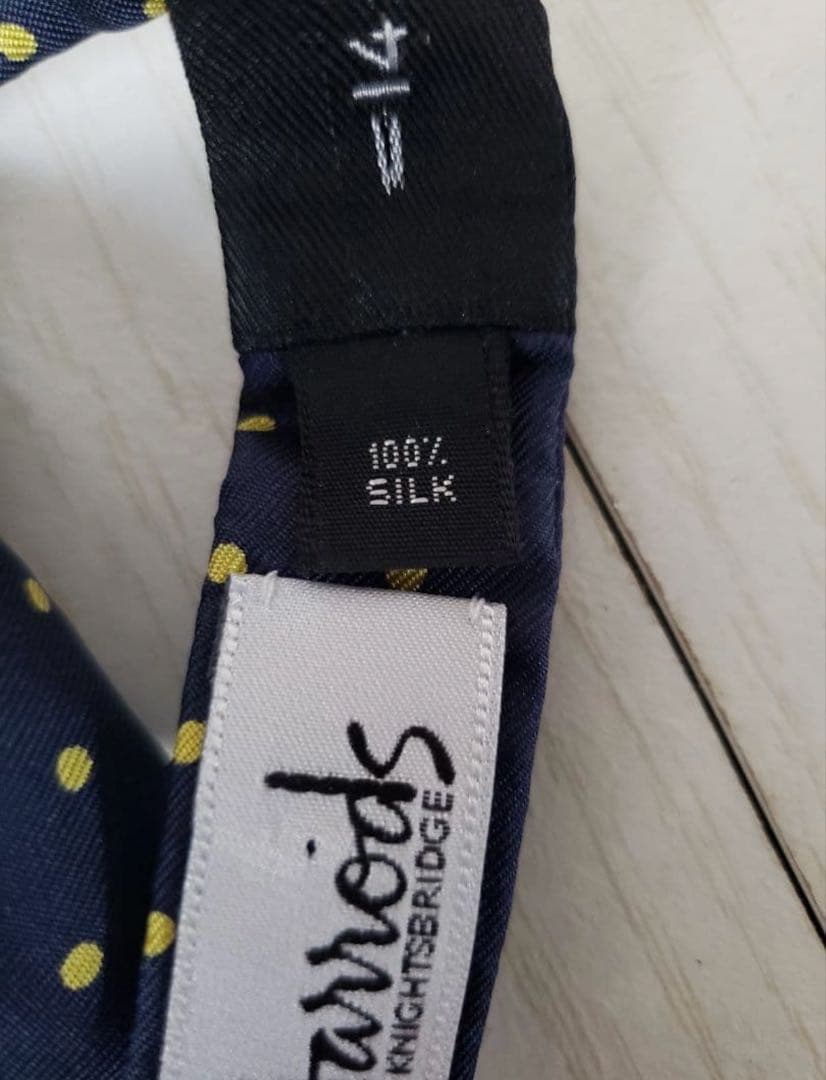 14
100%
SILK
arrods
KNIGHTSBRIDGE